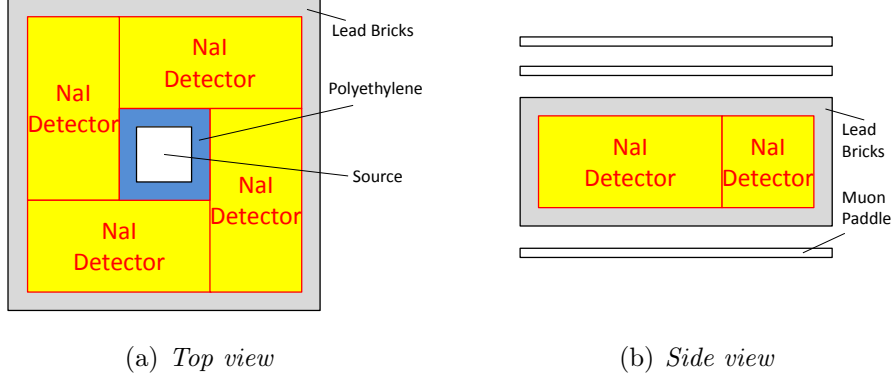 Lead Bricks
NaI
Detector
NaI
Detector
Polyethylene
Source
NaI
Detector
NaI
Detector
(a) Top view
NaI
Detector
NaI
Detector
Lead
Bricks
Muon
Paddle
(b) Side view